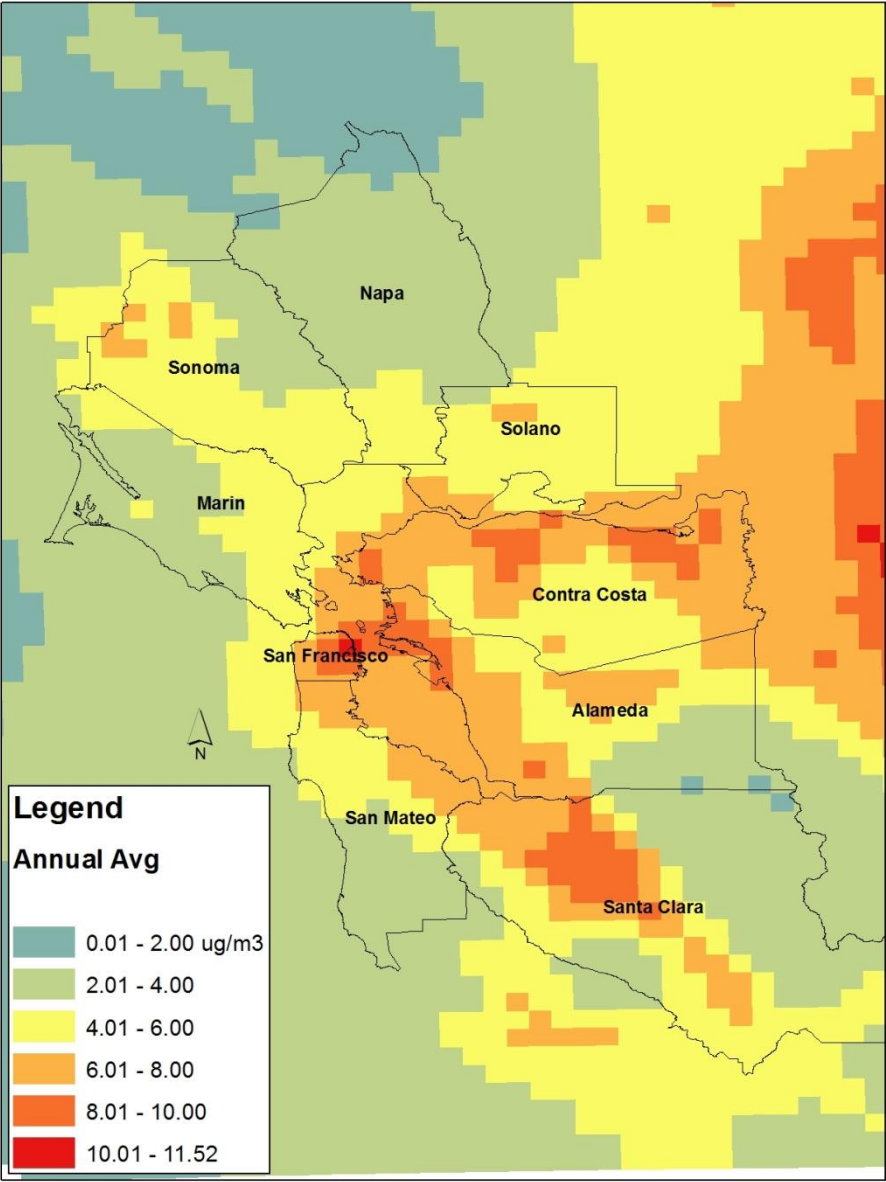 Napa
Sonoma
Solano
Marin
Contra Costa
San Francisco
Alameda
N
San Mateo
Santa Clara
Legend
Annual Avg
0.01 - 2.00 ug/m3
2.01 - 4.00
4.01 - 6.00
6.01 - 8.00
8.01 - 10.00
10.01 - 11.52